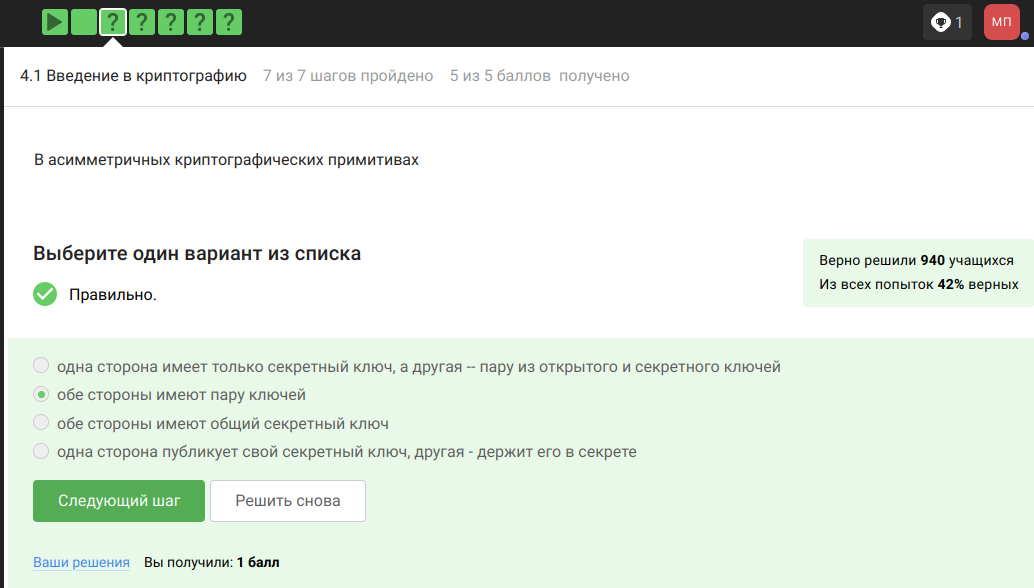 ? ? ? ? ?
1
МП
4.1 Введение в криптографию 7 из 7 шагов пройдено 5 из 5 баллов получено
В асимметричных криптографических примитивах
Выберите один вариант из списка
Верно решили 940 учащихся
Из всех попыток 42% верных
Правильно.
одна сторона имеет только секретный ключ, а другая -- пару из открытого и секретного ключей
обе стороны имеют пару ключей
обе стороны имеют общий секретный ключ
одна сторона публикует свой секретный ключ, другая - держит его в секрете
Следующий шаг Решить снова
Ваши решения Вы получили: 1 балл